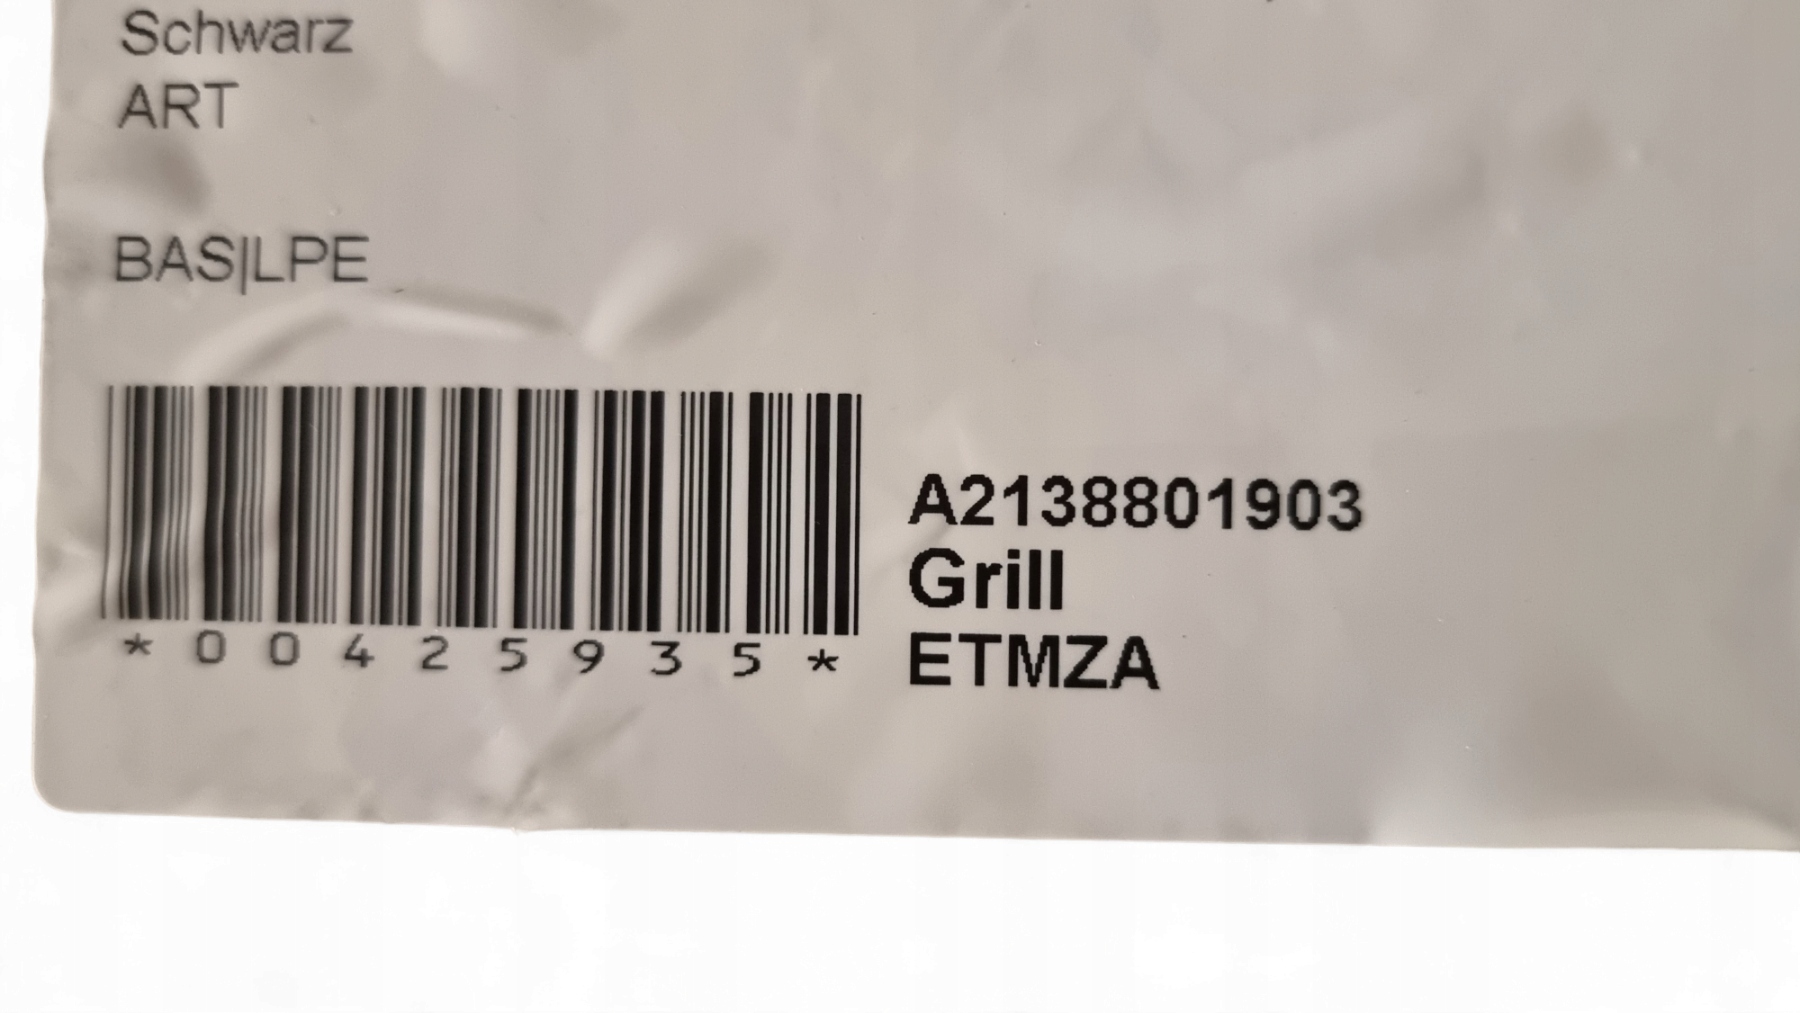 Schwarz
ART
BAS|LPE
*00425935*
A2138801903
Grill
ETMZA